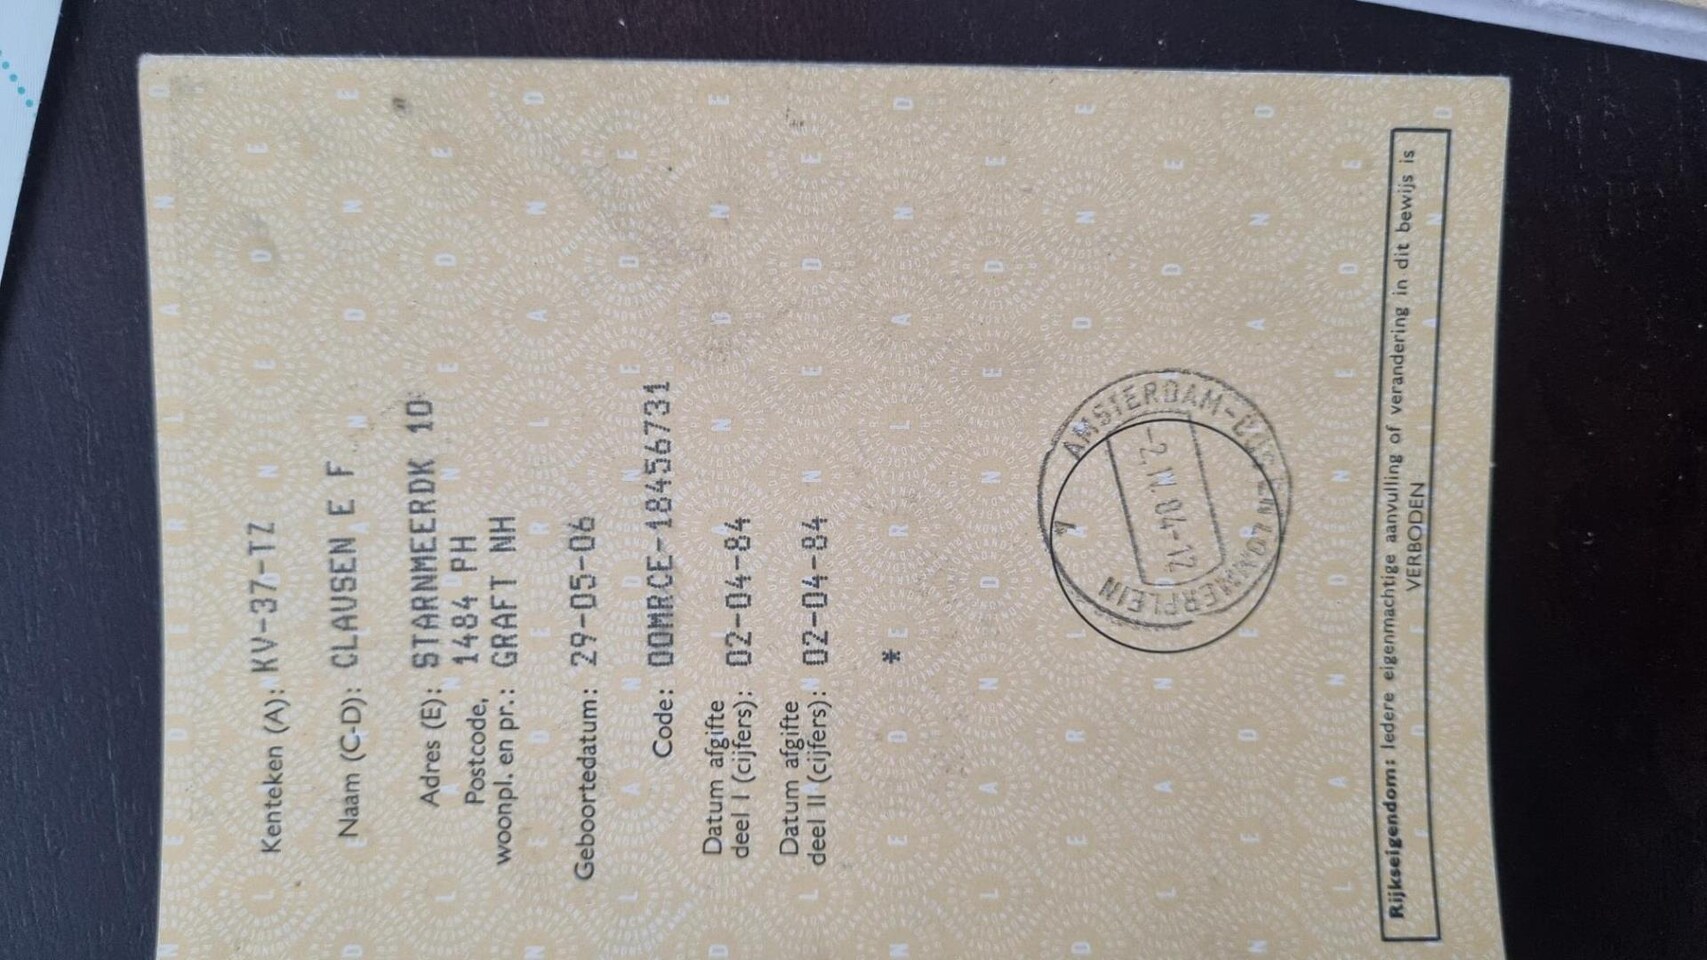 Kenteken (A): KV-37-TZ
Naam (C-D): CLAUSEN E F
Adres (E): STARNMEERDK 10
Postcode, 1484 PH
woonpl. en pr.: GRAFT NH
Geboortedatum: 29-05-06
Code: 00MRCE-18456731
Datum afgifte
deel I (cijfers): 02-04-84
Datum afgifte
deel II (cijfers): 02-04-84
*
AMSTERDAM-
-2.IV.84-12
KERPLEIN
Rijkseigendom: Iedere eigenmachtige aanvulling of verandering in dit bewijs is
VERBODEN